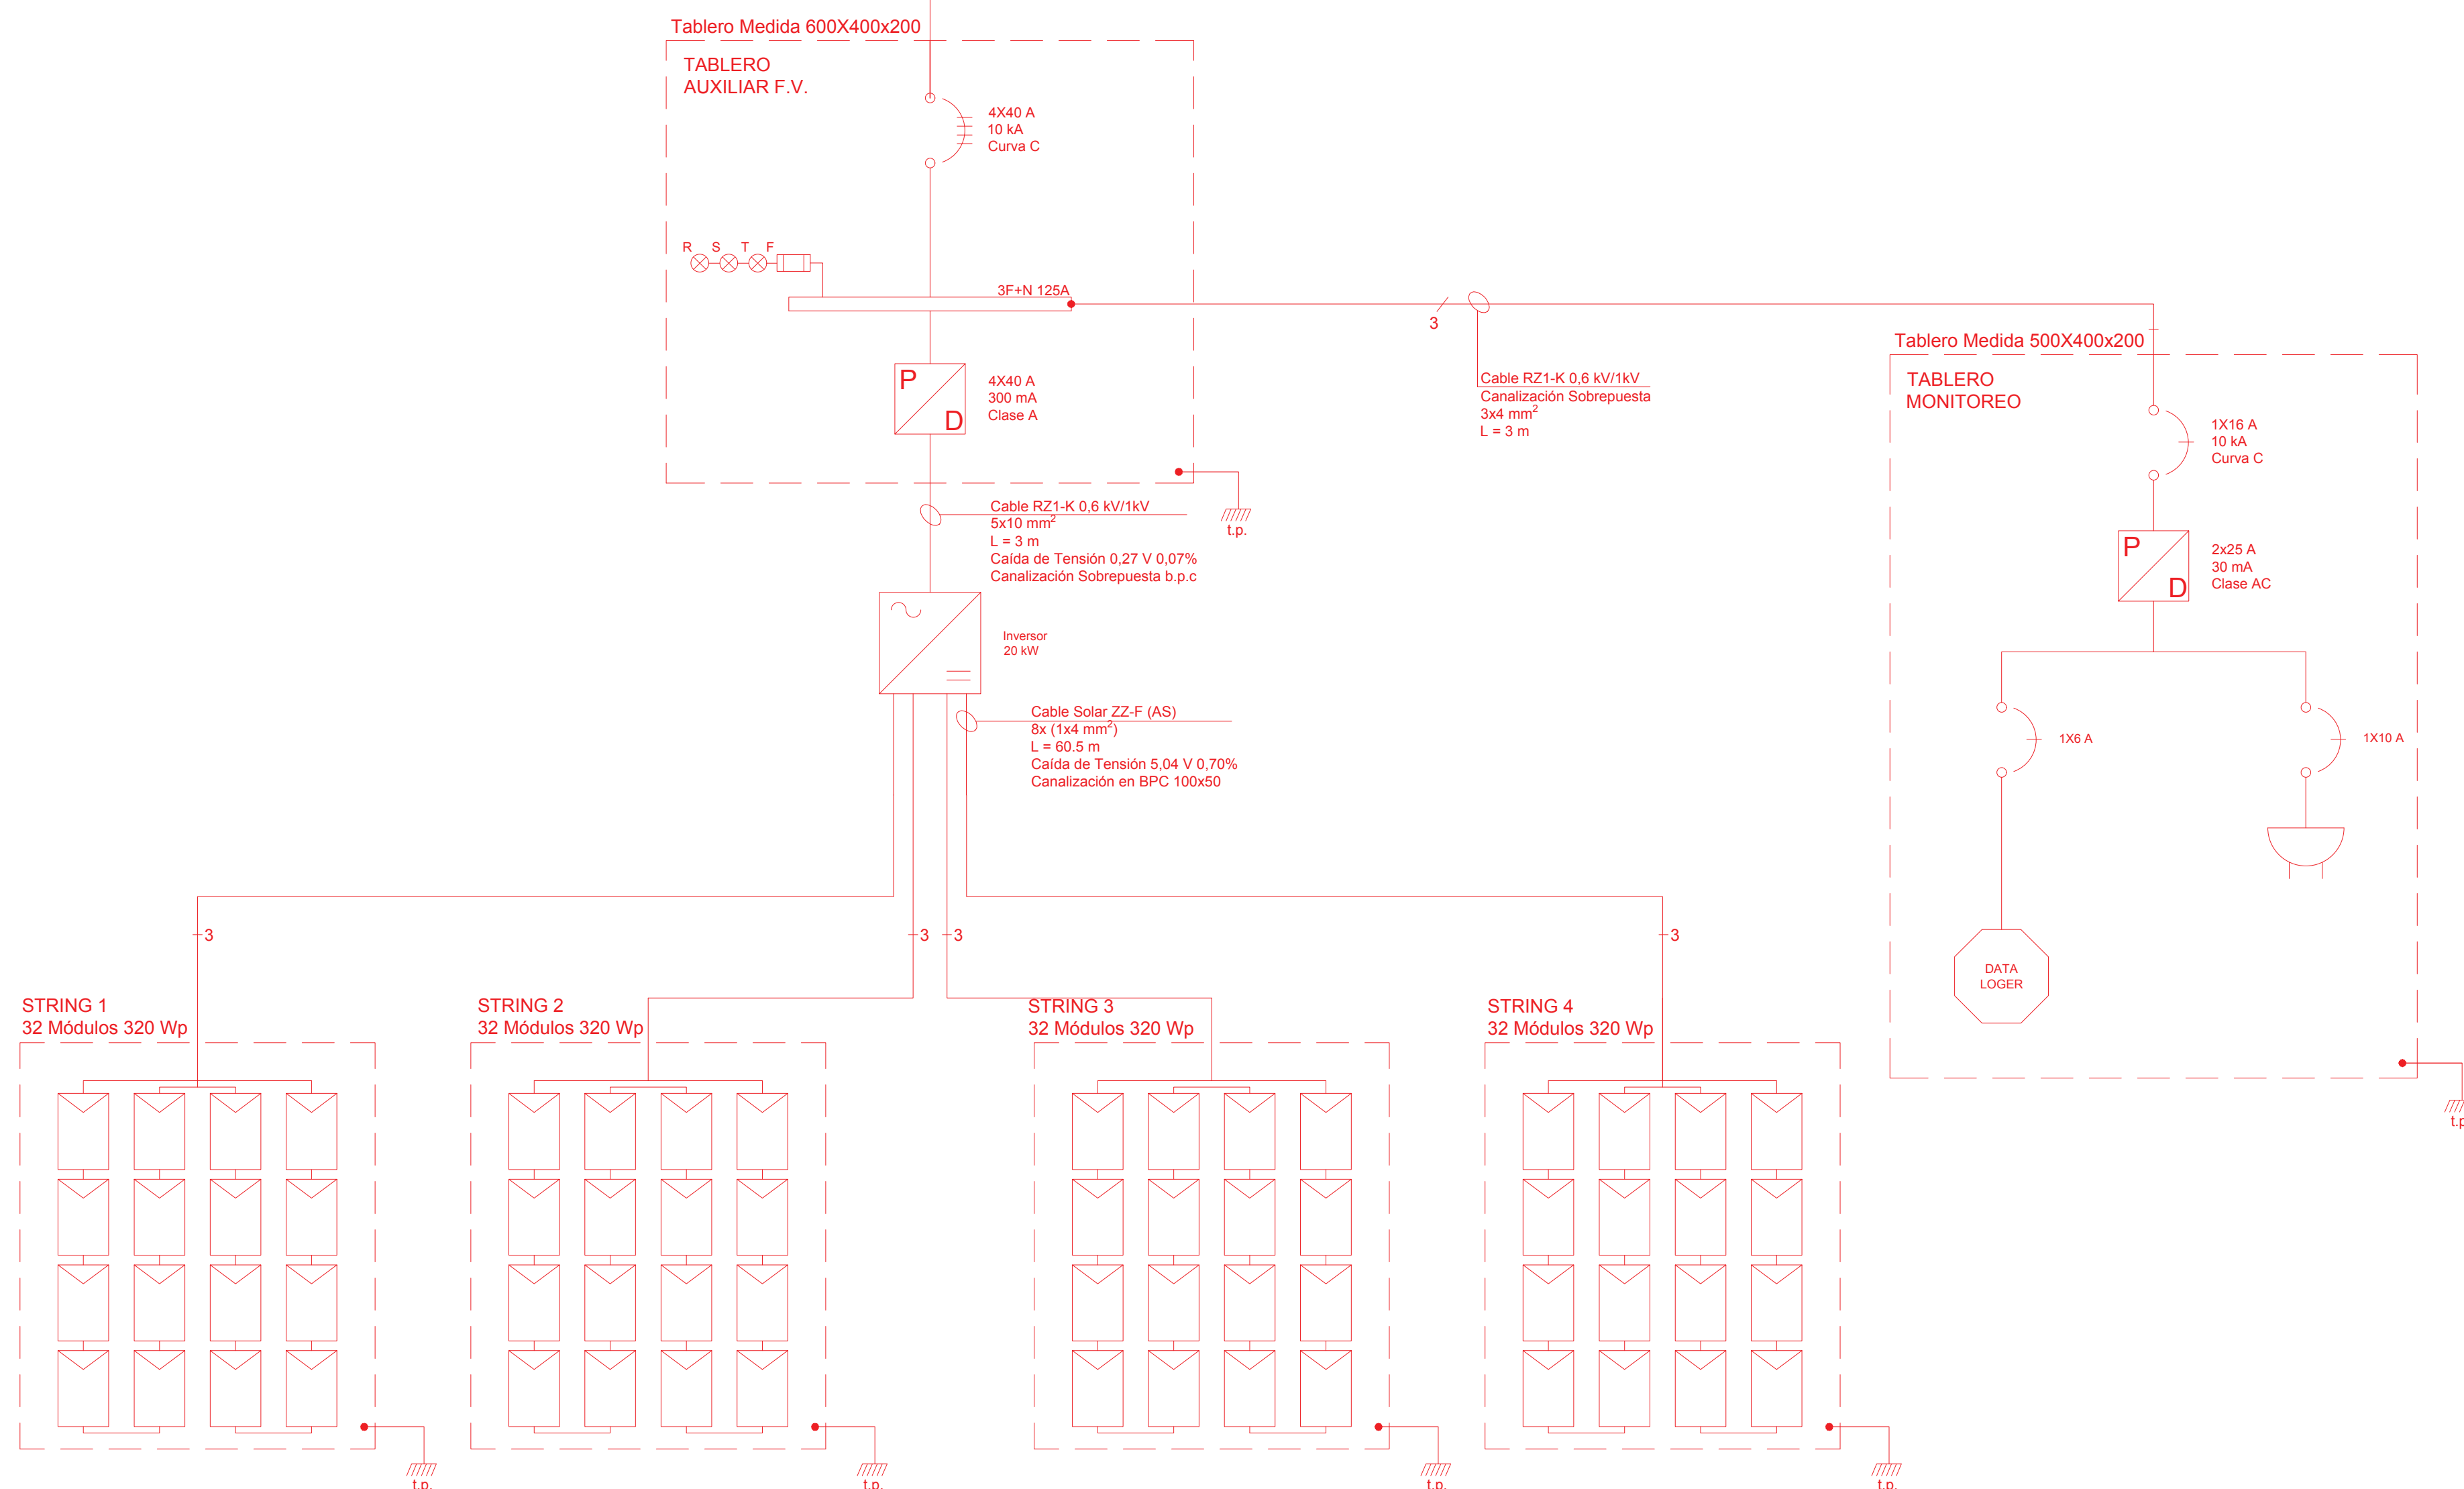 Tablero Medida 600X400x200
TABLERO
AUXILIAR F.V.
4X40 A
10 kA
Curva C
R S T F
3F+N 125A
4X40 A
300 mA
Clase A
t.p.
Cable RZ1-K 0,6 kV/1kV
5x10 mm²
L = 3 m
Caída de Tensión 0,27 V 0,07%
Canalización Sobrepuesta b.p.c
3
Cable RZ1-K 0,6 kV/1kV
Canalización Sobrepuesta
3x4 mm²
L = 3 m
Tablero Medida 500X400x200
TABLERO
MONITOREO
1X16 A
10 kA
Curva C
P
D
2x25 A
30 mA
Clase AC
1X6 A
1X10 A
DATA
LOGER
t.p
P
D
Inversor
20 kW
Cable Solar ZZ-F (AS)
8x (1x4 mm²)
L = 60.5 m
Caída de Tensión 5,04 V 0,70%
Canalización en BPC 100x50
3
3
3
3
STRING 1
32 Módulos 320 Wp
t.p.
STRING 2
32 Módulos 320 Wp
t.p.
STRING 3
32 Módulos 320 Wp
t.p.
STRING 4
32 Módulos 320 Wp
t.p.